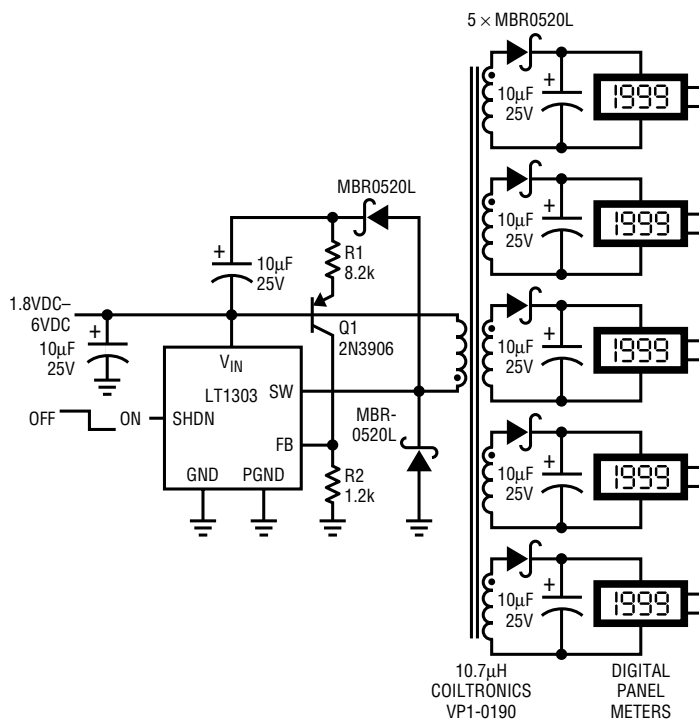 5 × MBR0520L
+
10µF
25V
1999
MBR0520L
+
10µF
25V
1999
R1
8.2k
+
10µF
25V
1.8VDC–
6VDC
+
10µF
25V
Q1
2N3906
+
10µF
25V
1999
VIN
LT1303
SW
OFF
ON
SHDN
FB
GND
PGND
MBR-
0520L
R2
1.2k
+
10µF
25V
1999
+
10µF
25V
1999
10.7µH
COILTRONICS
VP1-0190
DIGITAL
PANEL
METERS